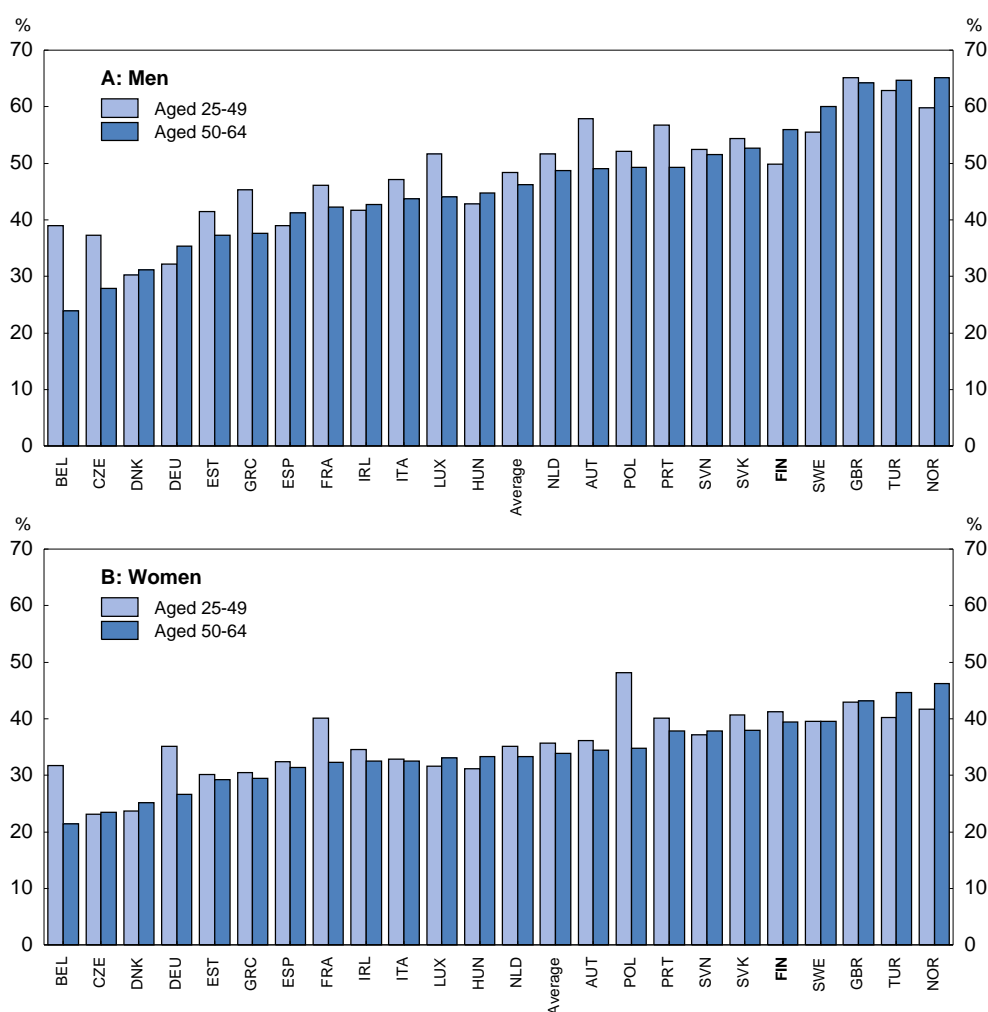 % %
70 70
A: Men
Aged 25-49
60 60
Aged 50-64
50 50
40 40
30 30
20 20
10 10
0 0
BEL CZE DNK DEU EST GRC ESP FRA IRL ITA LUX HUN Average NLD AUT POL PRT SVN SVK FIN SWE GBR TUR NOR
% %
70 70
B: Women
60 60
Aged 25-49
Aged 50-64
50 50
40 40
30 30
20 20
10 10
0 0
BEL CZE DNK DEU EST GRC ESP FRA IRL ITA LUX HUN NLD Average AUT POL PRT SVN SVK FIN SWE GBR TUR NOR